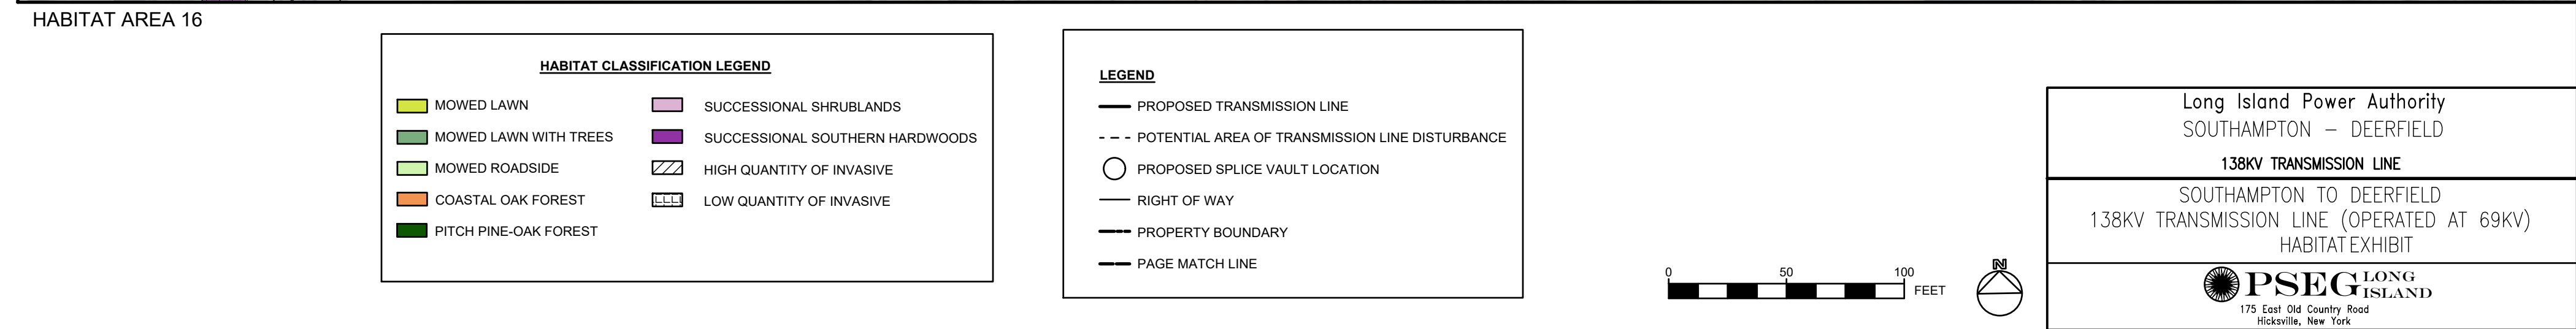 HABITAT AREA 16
HABITAT CLASSIFICATION LEGEND
MOWED LAWN
MOWED LAWN WITH TREES
MOWED ROADSIDE
COASTAL OAK FOREST
PITCH PINE-OAK FOREST
SUCCESSIONAL SHRUBLANDS
SUCCESSIONAL SOUTHERN HARDWOODS
HIGH QUANTITY OF INVASIVE
LOW QUANTITY OF INVASIVE
LEGEND
PROPOSED TRANSMISSION LINE
POTENTIAL AREA OF TRANSMISSION LINE DISTURBANCE
PROPOSED SPLICE VAULT LOCATION
RIGHT OF WAY
PROPERTY BOUNDARY
PAGE MATCH LINE
0 50 100
FEET
N
Long Island Power Authority
SOUTHAMPTON - DEERFIELD
138KV TRANSMISSION LINE
SOUTHAMPTON TO DEERFIELD
138KV TRANSMISSION LINE (OPERATED AT 69KV)
HABITAT EXHIBIT
PSEG LONG ISLAND
175 East Old Country Road
Hicksville, New York